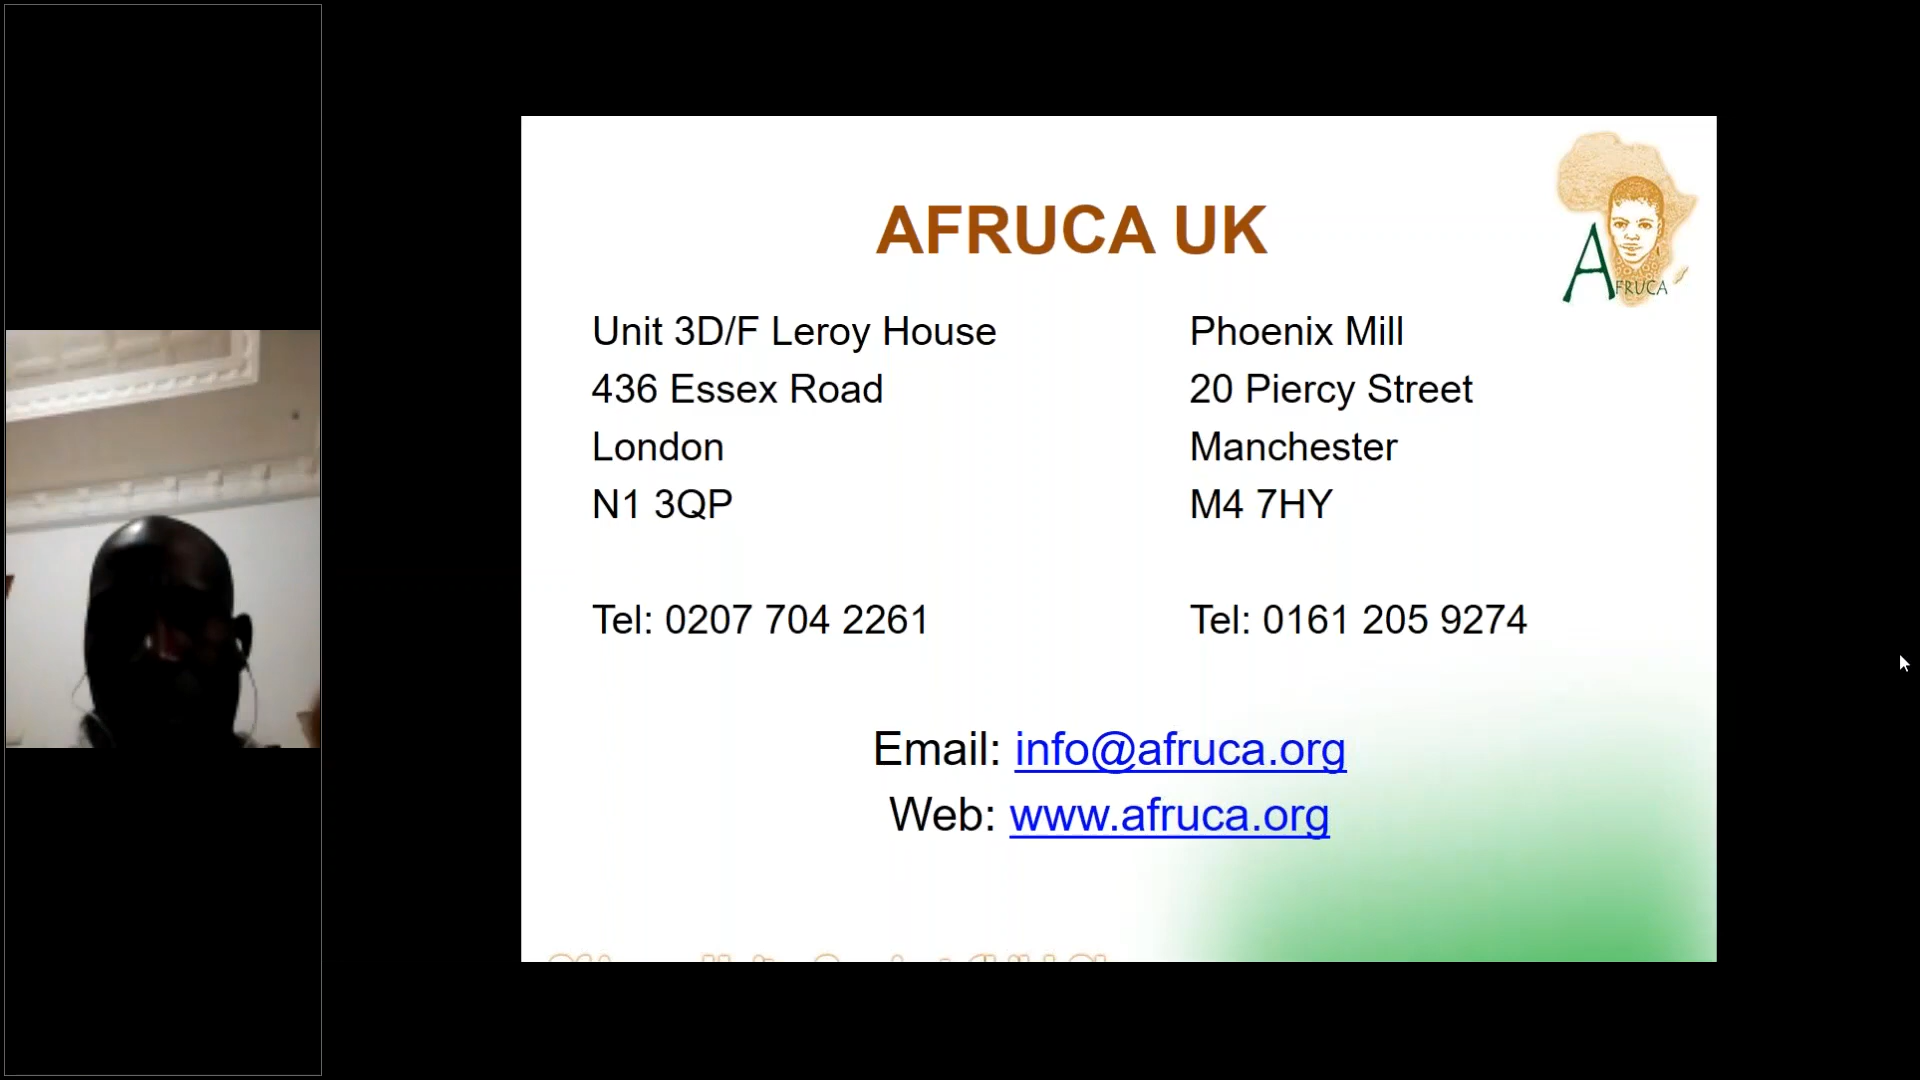 AFRUCA UK
AFRUCA
Unit 3D/F Leroy House
436 Essex Road
London
N1 3QP
Tel: 0207 704 2261
Phoenix Mill
20 Piercy Street
Manchester
M4 7HY
Tel: 0161 205 9274
Email: info@afruca.org
Web: www.afruca.org